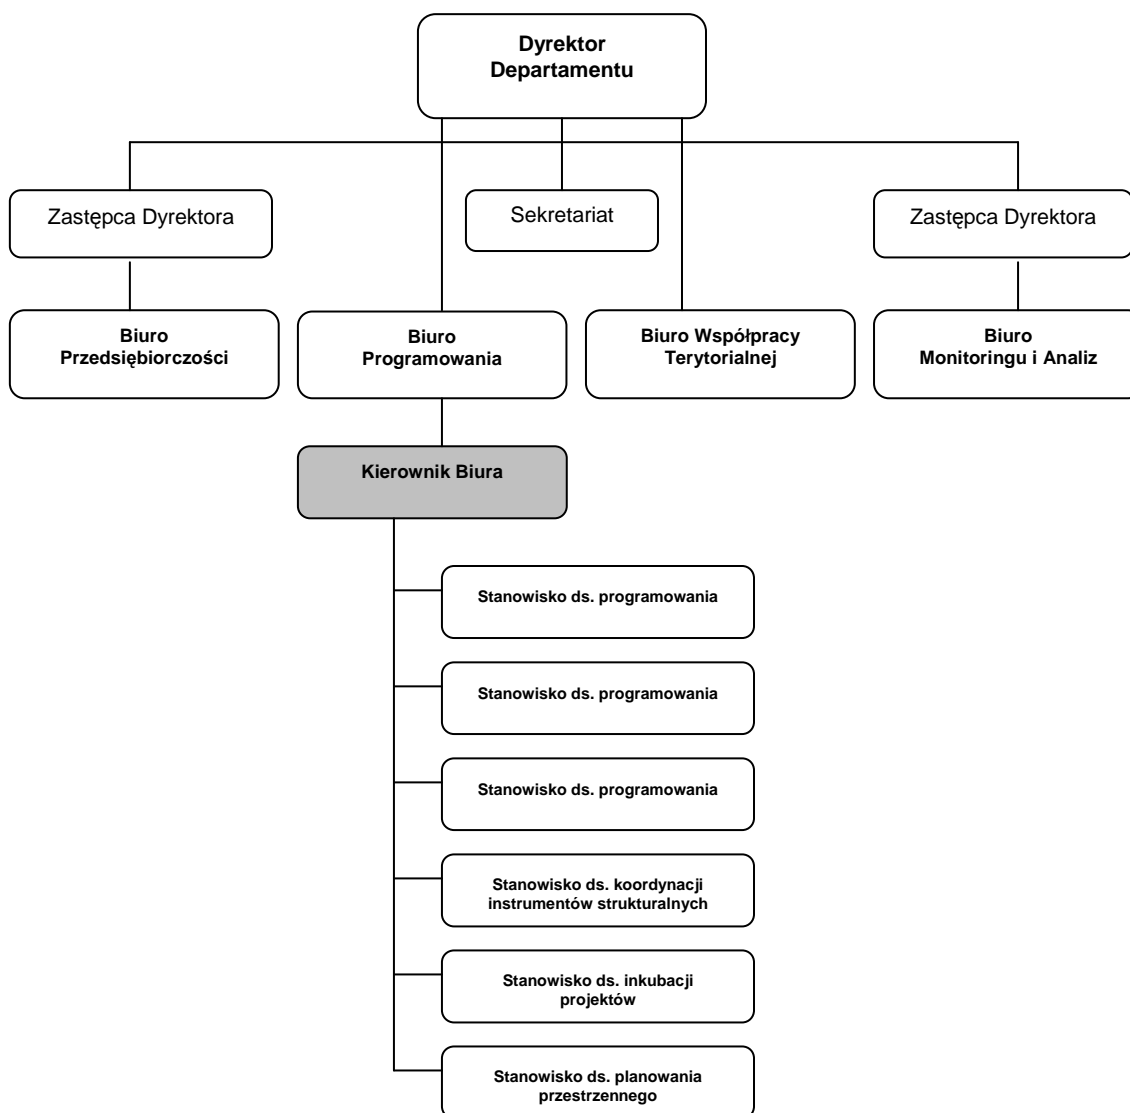 Dyrektor
Departamentu
Zastępca Dyrektora
Sekretariat
Zastępca Dyrektora
Biuro
Przedsiębiorczości
Biuro
Programowania
Biuro Współpracy
Terytorialnej
Biuro
Monitoringu i Analiz
Kierownik Biura
Stanowisko ds. programowania
Stanowisko ds. programowania
Stanowisko ds. programowania
Stanowisko ds. koordynacji
instrumentów strukturalnych
Stanowisko ds. inkubacji
projektów
Stanowisko ds. planowania
przestrzennego